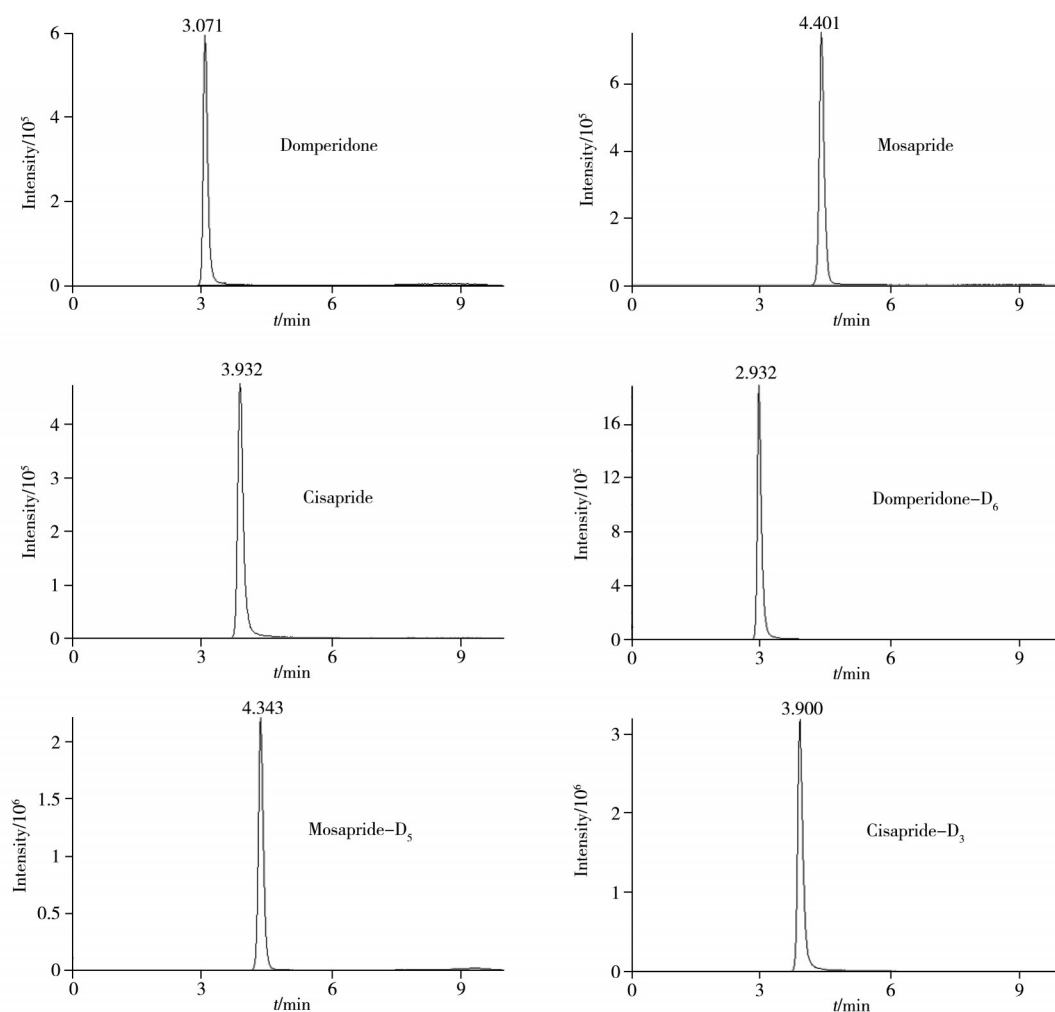 3.071
Intensity/10⁵
6
4
2
0
Domperidone
0 3 6 9
t/min
4.401
Intensity/10⁵
6
4
2
0
Mosapride
0 3 6 9
t/min
3.932
Intensity/10⁵
4
3
2
1
0
Cisapride
0 3 6 9
t/min
2.932
Intensity/10⁵
16
12
8
4
0
Domperidone–D₆
0 3 6 9
t/min
4.343
Intensity/10⁶
2
1.5
1
0.5
0
Mosapride–D₅
0 3 6 9
t/min
3.900
Intensity/10⁶
3
2
1
0
Cisapride–D₃
0 3 6 9
t/min